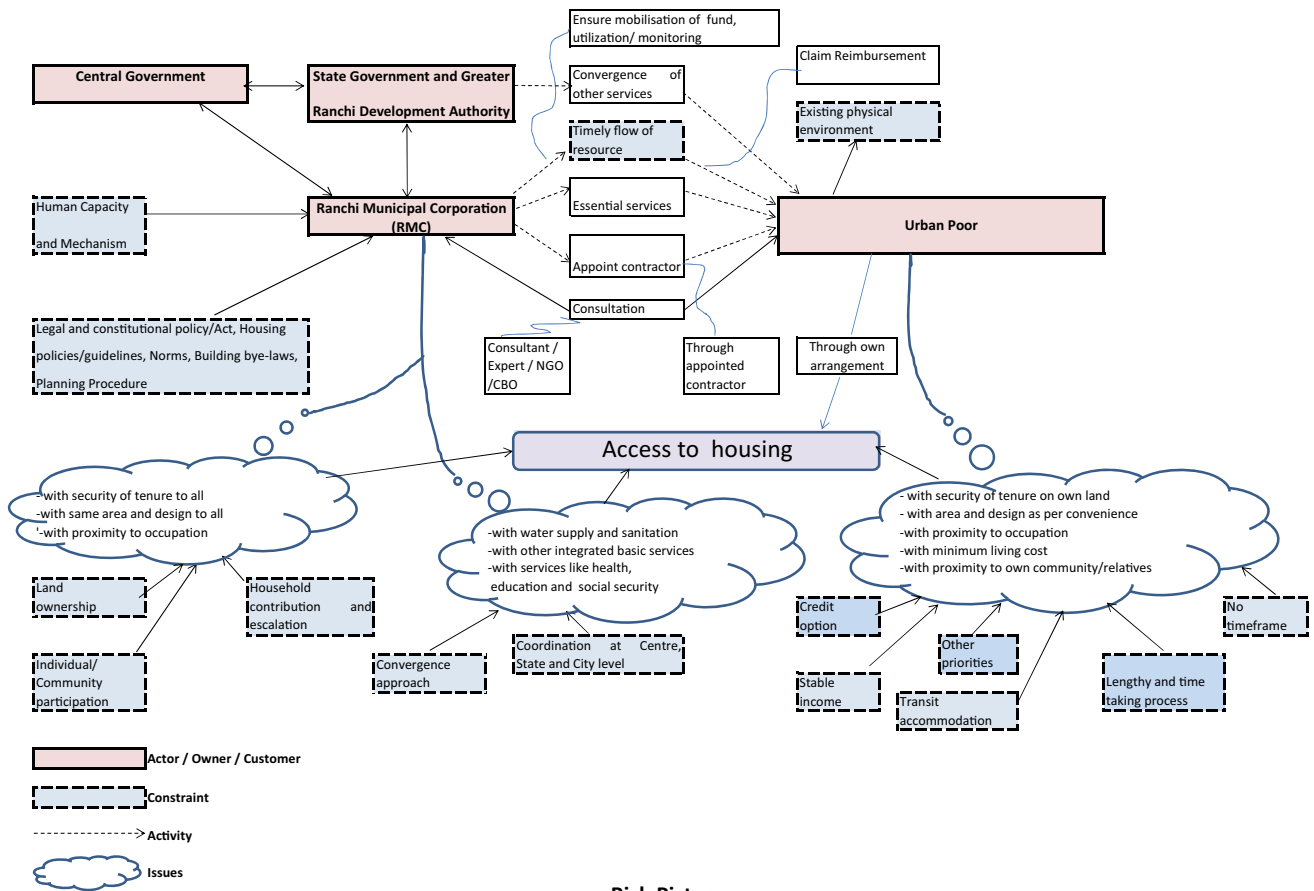 Ensure mobilisation of fund,
utilization/ monitoring
Claim Reimbursement
Central Government
State Government and Greater
Ranchi Development Authority
Convergence of
other services
Existing physical
environment
Timely flow of
resource
Human Capacity
and Mechanism
Ranchi Municipal Corporation
(RMC)
Essential services
Urban Poor
Appoint contractor
Consultation
Legal and constitutional policy/Act, Housing
policies/guidelines, Norms, Building bye-laws,
Planning Procedure
Consultant /
Expert / NGO
/CBO
Through
appointed
contractor
Through own
arrangement
Access to housing
- with security of tenure to all
-with same area and design to all
'-with proximity to occupation
-with water supply and sanitation
-with other integrated basic services
-with services like health,
education and social security
- with security of tenure on own land
- with area and design as per convenience
-with proximity to occupation
-with minimum living cost
-with proximity to own community/relatives
Land
ownership
Household
contribution and
escalation
Individual/
Community
participation
Convergence
approach
Coordination at Centre,
State and City level
Credit
option
Stable
income
Other
priorities
Transit
accommodation
Lengthy and time
taking process
No
timeframe
Actor / Owner / Customer
Constraint
Activity
Issues